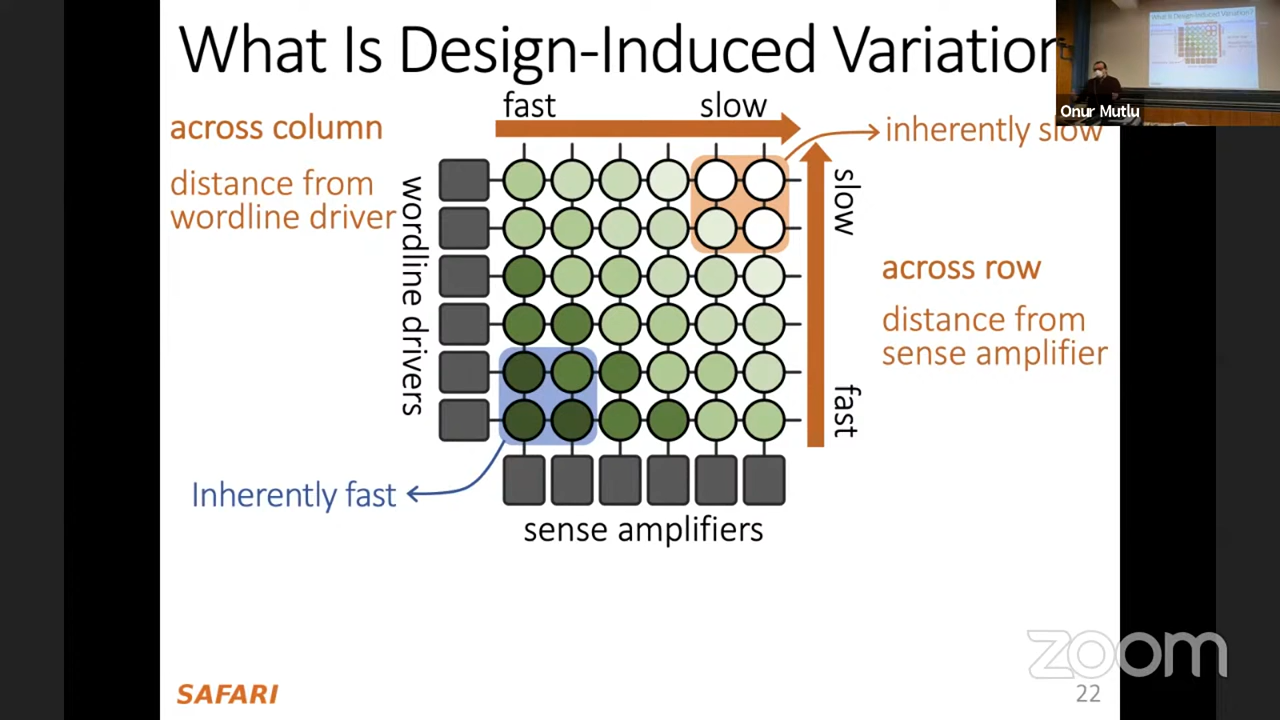 What Is Design-Induced Variation
Onur Mutlu
fast
slow
across column
inherently slow
distance from
wordline driver
wordline drivers
slow
across row
distance from
sense amplifier
fast
Inherently fast
sense amplifiers
zoom
SAFARI
22